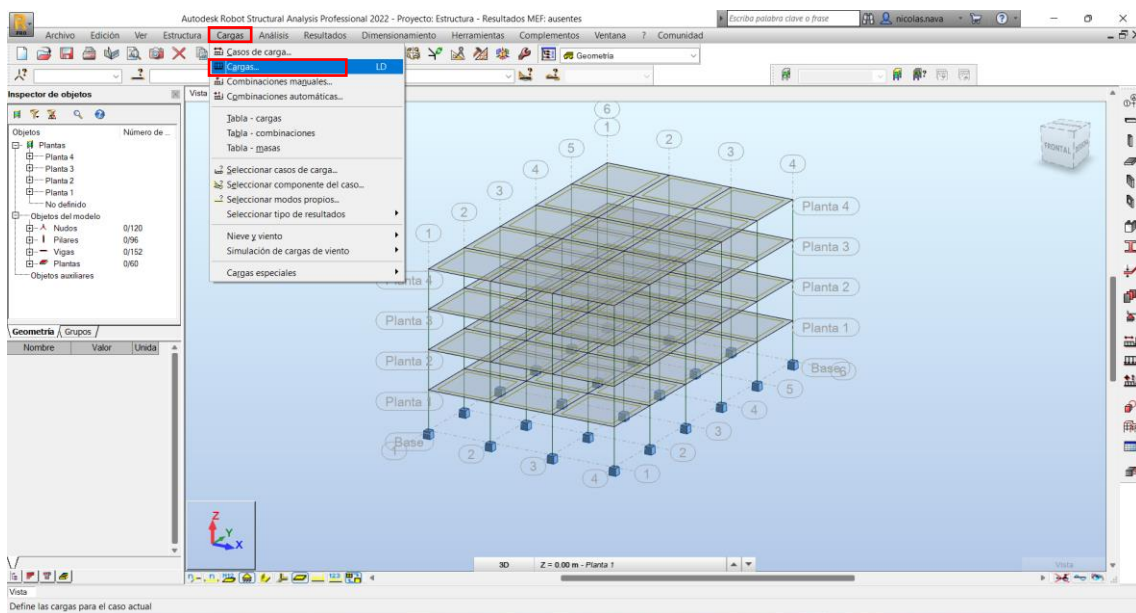 Autodesk Robot Structural Analysis Professional 2022 - Proyecto: Estructura - Resultados MEF: ausentes
Escriba palabra clave o frase
nicolas.nava
PRO
Archivo Edición Ver Estructura Cargas Análisis Resultados Dimensionamiento Herramientas Complementos Ventana ? Comunidad
Geometría
Casos de carga...
Cargas... LD
Combinaciones manuales...
Combinaciones automáticas...
Tabla - cargas
Tabla - combinaciones
Tabla - masas
Seleccionar casos de carga...
Seleccionar componente del caso...
Seleccionar modos propios...
Seleccionar tipo de resultados
Nieve y viento
Simulación de cargas de viento
Cargas especiales
Inspector de objetos
Objetos Número de ...
Plantas
Planta 4
Planta 3
Planta 2
Planta 1
No definido
Objetos del modelo
Nudos 0/120
Pilares 0/96
Vigas 0/152
Plantas 0/60
Objetos auxiliares
Geometría Grupos
Nombre Valor Unida
Vista
6
1
5
2
4
3
3
4
2
1
Planta 4
Planta 3
Planta 2
Planta 1
Base
6
5
4
3
2
1
nta 4
Planta 3
Planta 2
Planta
Base
1
2
3
4
FRONTAL
Z
Y
X
3D Z = 0.00 m - Planta 1
Vista
Vista
Define las cargas para el caso actual